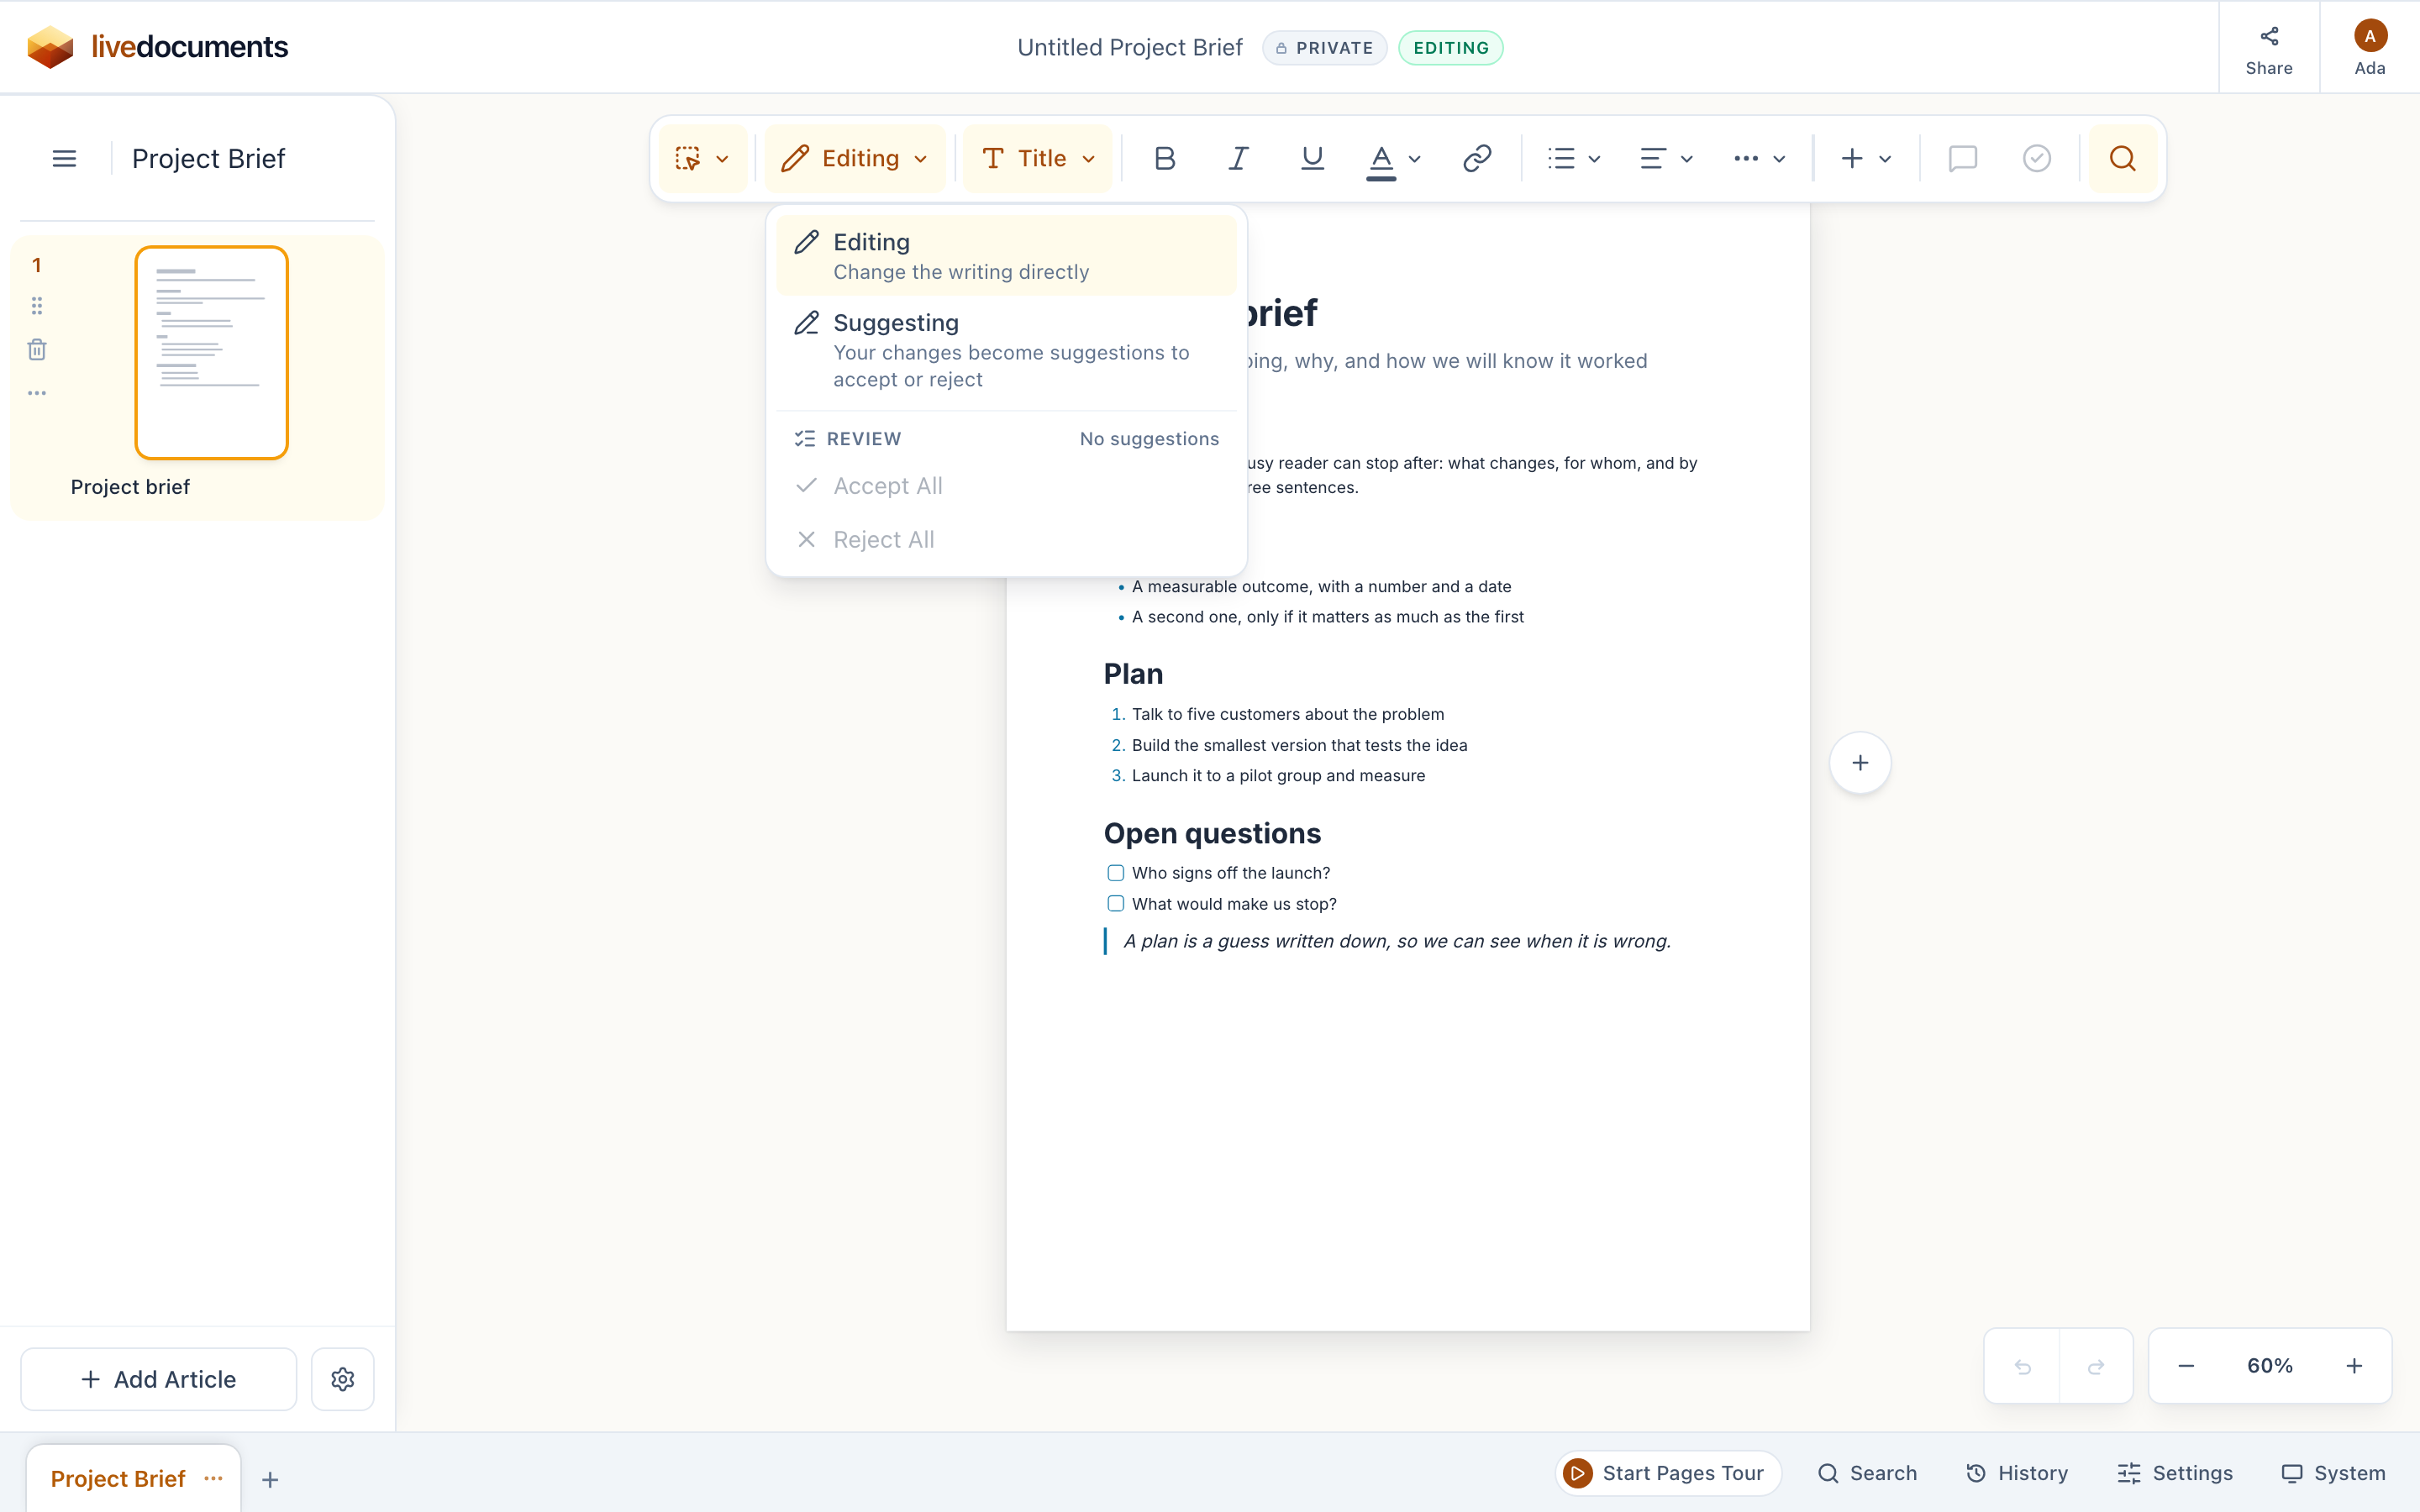 livedocuments
Untitled Project Brief
PRIVATE
EDITING
Share
A
Ada
Project Brief
Editing
Title
1
Project brief
Editing
Change the writing directly
Suggesting
Your changes become suggestions to
accept or reject
REVIEW
No suggestions
Accept All
Reject All
brief
ing, why, and how we will know it worked
usy reader can stop after: what changes, for whom, and by
ree sentences.
• A measurable outcome, with a number and a date
• A second one, only if it matters as much as the first
Plan
1. Talk to five customers about the problem
2. Build the smallest version that tests the idea
3. Launch it to a pilot group and measure
Open questions
Who signs off the launch?
What would make us stop?
A plan is a guess written down, so we can see when it is wrong.
Add Article
60%
Project Brief
Start Pages Tour
Search
History
Settings
System